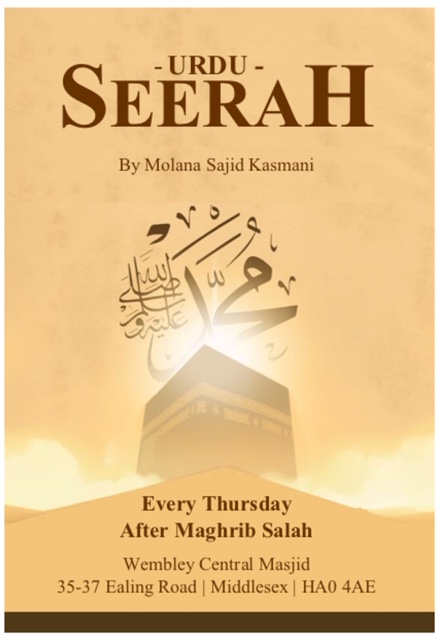 - URDU -
SEERAH
By Molana Sajid Kasmani
محمد
صلى الله عليه وسلم
Every Thursday
After Maghrib Salah
Wembley Central Masjid
35-37 Ealing Road | Middlesex | HA0 4AE